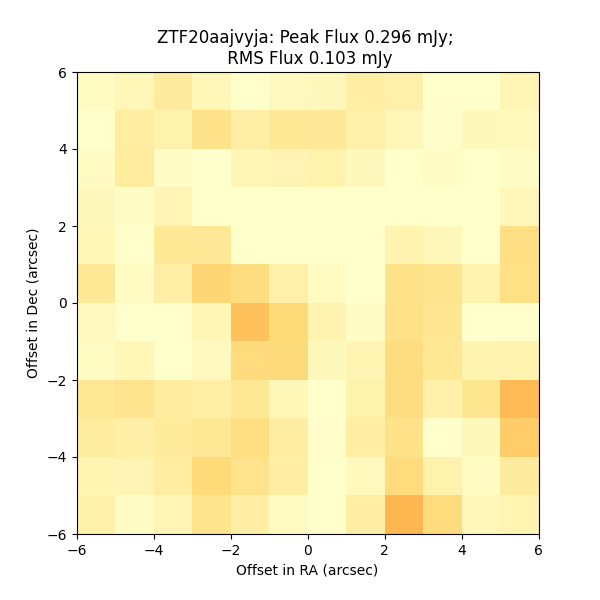 ZTF20aajvyja: Peak Flux 0.296 mJy;
RMS Flux 0.103 mJy
6
4
2
0
−2
−4
−6
−6 −4 −2 0 2 4 6
Offset in Dec (arcsec)
Offset in RA (arcsec)